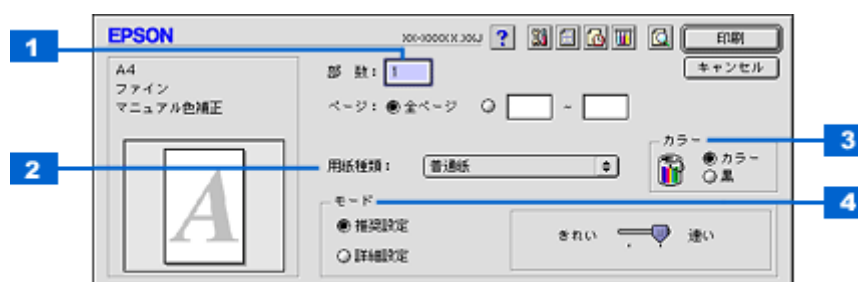 EPSON
XXX-XXXX(X.XX)J
?
印刷
キャンセル
A4
ファイン
マニュアル色補正
A
部 数: 1
ページ: 全ページ ~
用紙種類: 普通紙
カラー
カラー
黒
モード
推奨設定
詳細設定
きれい 速い
1
2
3
4